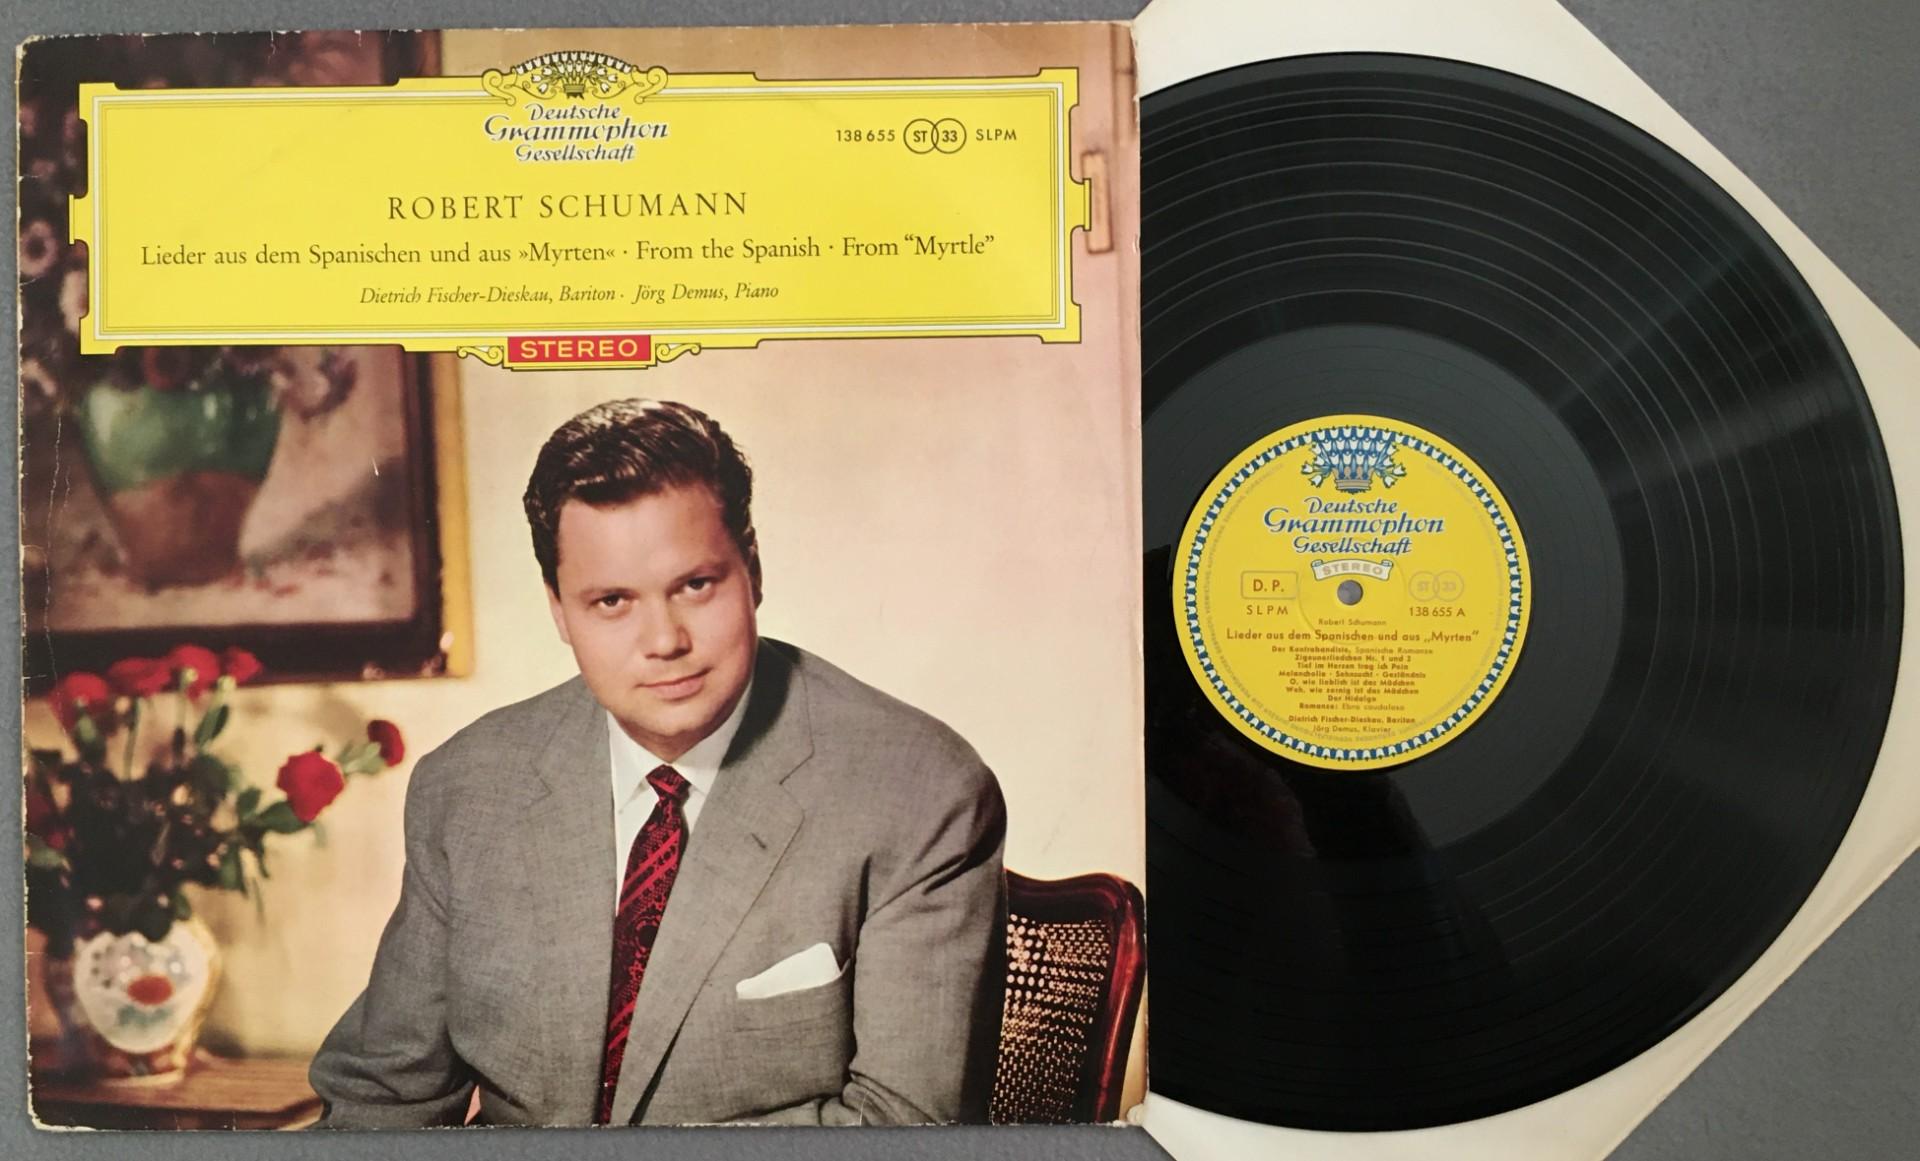 Deutsche
Grammophon
Gesellschaft
138 655 ST 33 SLPM
ROBERT SCHUMANN
Lieder aus dem Spanischen und aus »Myrten« · From the Spanish · From “Myrtle”
Dietrich Fischer-Dieskau, Bariton · Jörg Demus, Piano
STEREO
Deutsche
Grammophon
Gesellschaft
STEREO
D. P. ST 33
SLPM 138 655 A
Robert Schumann
Lieder aus dem Spanischen und aus „Myrten"
Der Kontrabandiste, Spanische Romanze
Zigeunerliedchen Nr. 1 und 2
Tief im Herzen trag ich Pein
Melancholie · Sehnsucht · Geständnis
O, wie lieblich ist das Mädchen
Weh, wie zornig ist das Mädchen
Der Hidalgo
Romanze: Ebro caudaloso
Dietrich Fischer-Dieskau, Bariton
Jörg Demus, Klavier